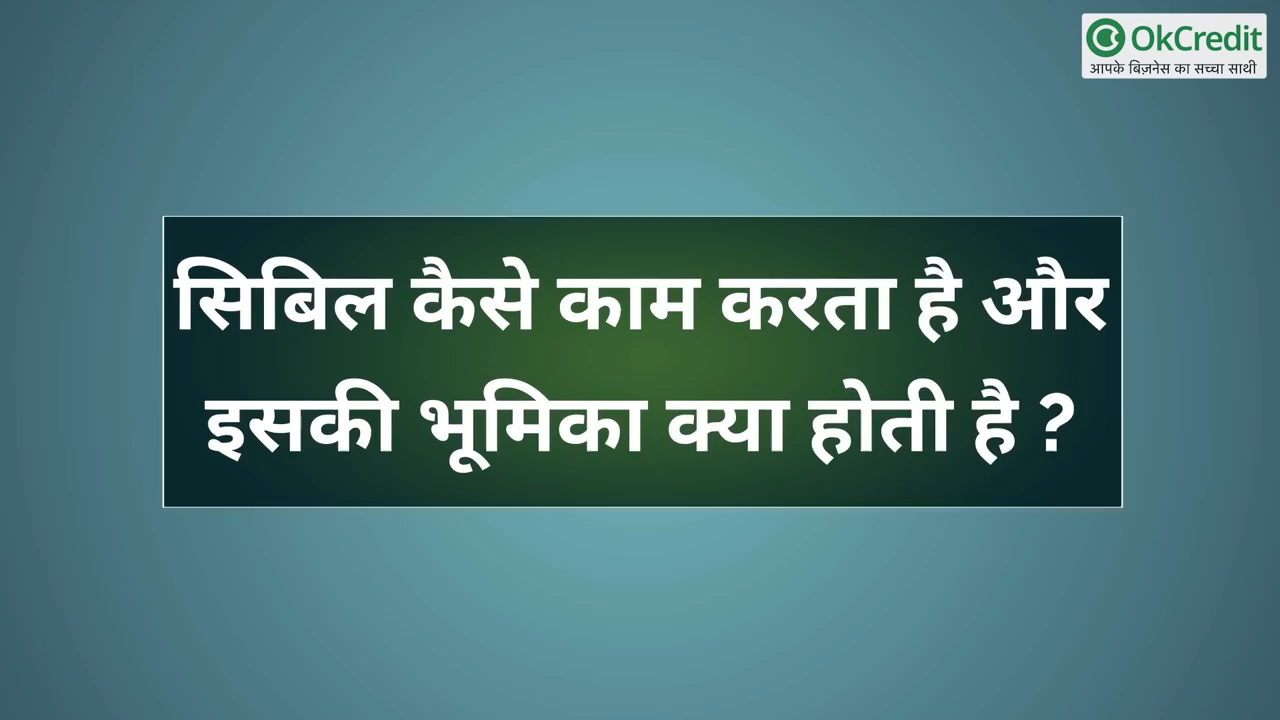 OkCredit
आपके बिज़नेस का सच्चा साथी
सिबिल कैसे काम करता है और
इसकी भूमिका क्या होती है ?